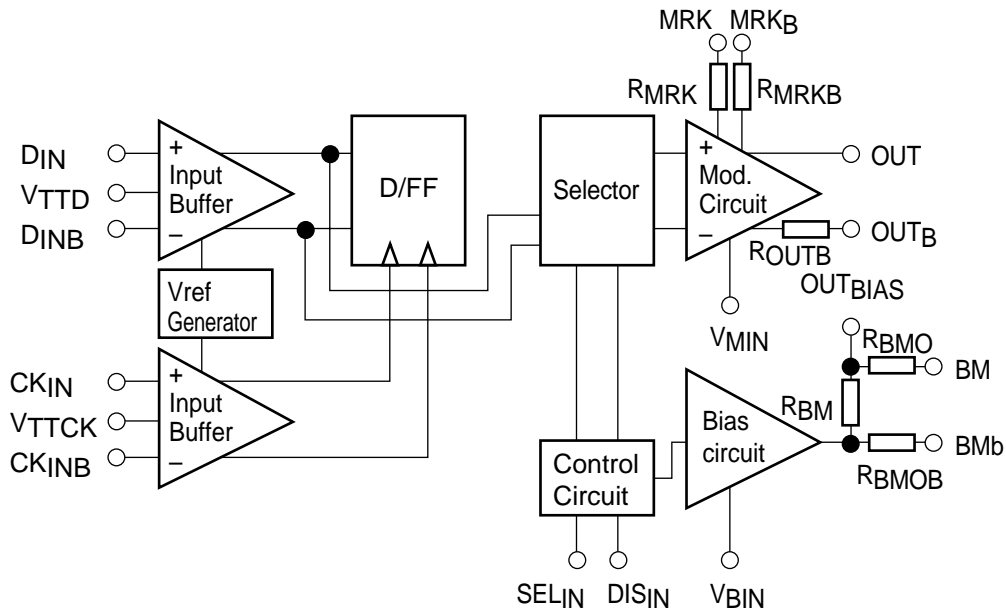 MRK MRKB
RMRK RMRKB
DIN
+
Input
Buffer
−
VTTD
DINB
D/FF
Selector
+
Mod.
Circuit
−
OUT
OUTB
ROUTB
OUTBIAS
VMIN
Vref
Generator
CKIN
+
Input
Buffer
−
VTTCK
CKINB
RBMO
BM
RBM
Bias
circuit
BMb
RBMOB
Control
Circuit
SELIN DISIN VBIN